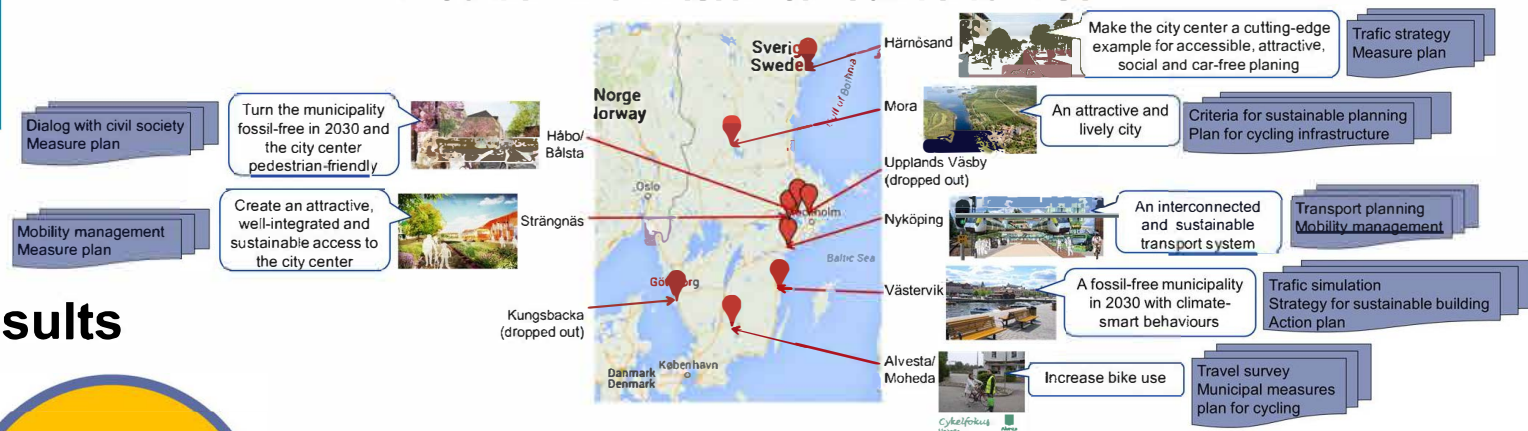 Dialog with civil society
Measure plan
Turn the municipality
fossil-free in 2030 and
the city center
pedestrian-friendly
Mobility management
Measure plan
Create an attractive,
well-integrated and
sustainable access to
the city center
sults
Håbo/
Bålsta
Strängnäs
Kungsbacka
(dropped out)
Sverige
Sweden
Norge
Norway
Oslo
Baltic Sea
København
Danmark
Denmark
Härnösand
Make the city center a cutting-edge
example for accessible, attractive,
social and car-free planing
Trafic strategy
Measure plan
Mora
An attractive and
lively city
Criteria for sustainable planning
Plan for cycling infrastructure
Upplands Väsby
(dropped out)
Nyköping
An interconnected
and sustainable
transport system
Transport planning
Mobility management
Västervik
A fossil-free municipality
in 2030 with climate-
smart behaviours
Trafic simulation
Strategy for sustainable building
Action plan
Alvesta/
Moheda
Increase bike use
Travel survey
Municipal measures
plan for cycling
Cykelfokus